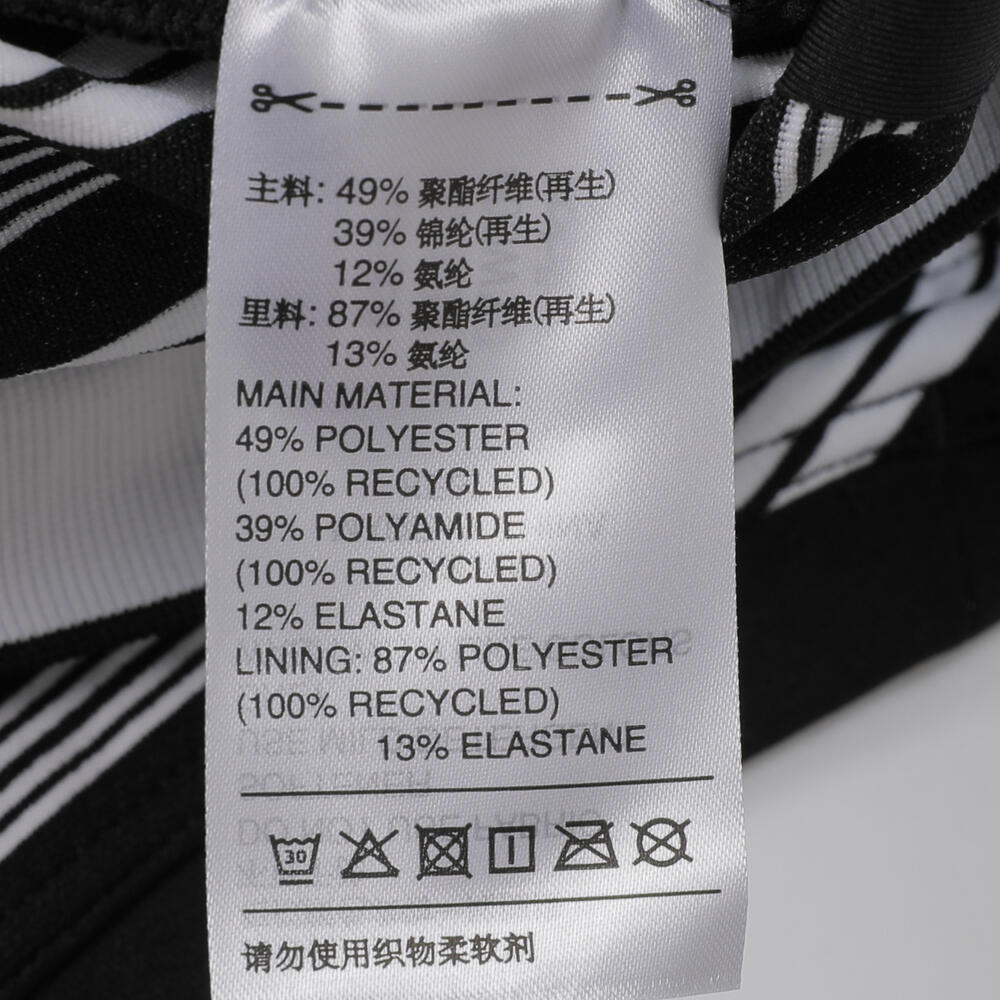 主料: 49% 聚酯纤维(再生)
39% 锦纶(再生)
12% 氨纶
里料: 87% 聚酯纤维(再生)
13% 氨纶
MAIN MATERIAL:
49% POLYESTER
(100% RECYCLED)
39% POLYAMIDE
(100% RECYCLED)
12% ELASTANE
LINING: 87% POLYESTER
(100% RECYCLED)
13% ELASTANE
30
请勿使用织物柔软剂